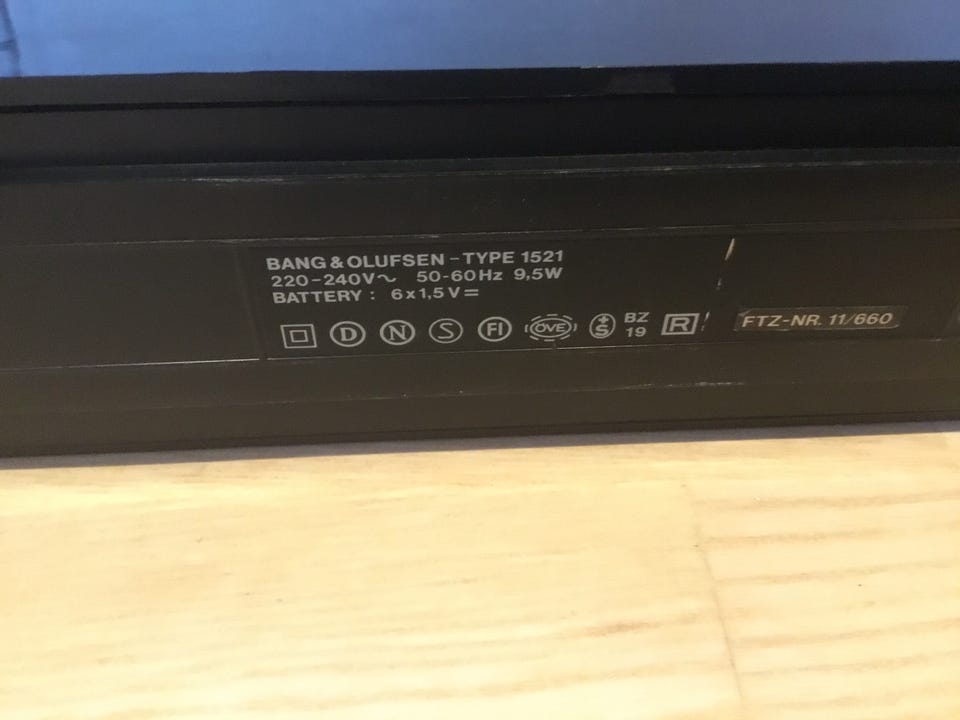 BANG & OLUFSEN – TYPE 1521
220-240V~ 50-60Hz 9,5W
BATTERY : 6x1,5V=
D N S FI ÖVE S BZ 19 R
FTZ-NR. 11/660